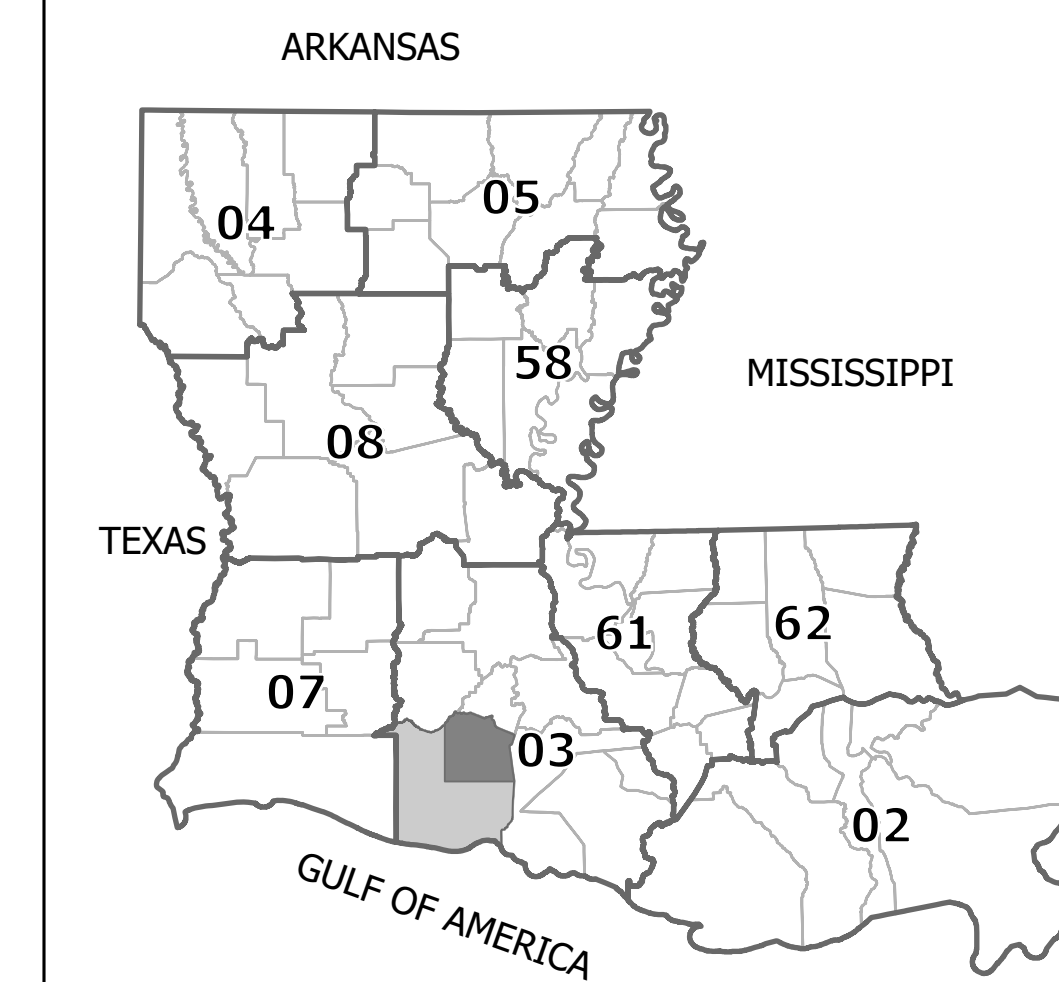 ARKANSAS
05
04
58
MISSISSIPPI
08
TEXAS
62
61
07
03
02
GULF OF AMERICA